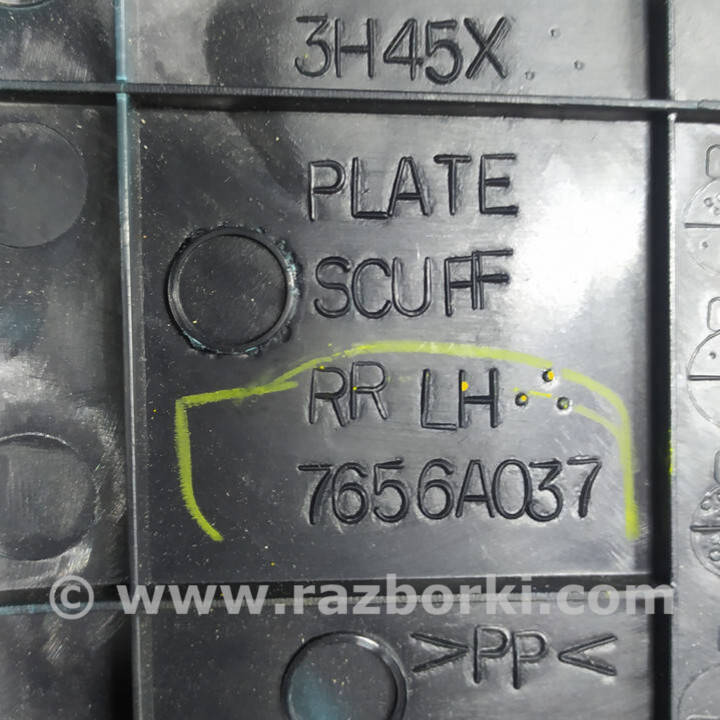 3H45X
PLATE
SCUFF
RR LH
7656A037
© www.razborki.com
>PP<